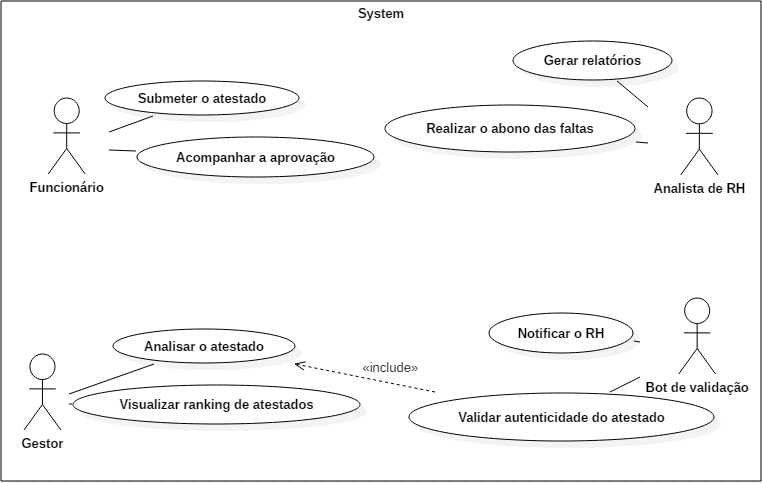 System
Gerar relatórios
Submeter o atestado
Realizar o abono das faltas
Acompanhar a aprovação
Funcionário
Analista de RH
Notificar o RH
Analisar o atestado
«include»
Bot de validação
Visualizar ranking de atestados
Validar autenticidade do atestado
Gestor